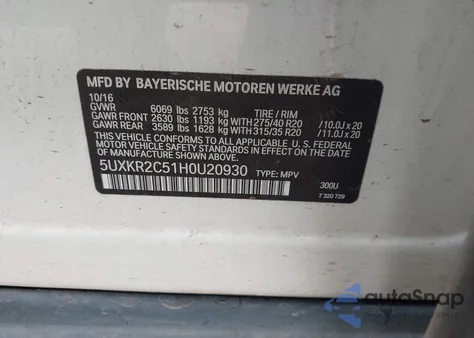 MFD BY BAYERISCHE MOTOREN WERKE AG
10/16
GVWR 6069 lbs 2753 kg TIRE / RIM
GAWR FRONT 2630 lbs 1193 kg WITH 275/40 R20 /10.0J x 20
GAWR REAR 3589 lbs 1628 kg WITH 315/35 R20 /11.0J x 20
THIS VEHICLE CONFORMS TO ALL APPLICABLE
U.S. FEDERAL MOTOR VEHICLE SAFETY
STANDARDS IN EFFECT ON THE DATE OF
MANUFACTURE SHOWN ABOVE.
5UXKR2C51H0U20930 TYPE: MPV 300U
7 320 729
autoSnap